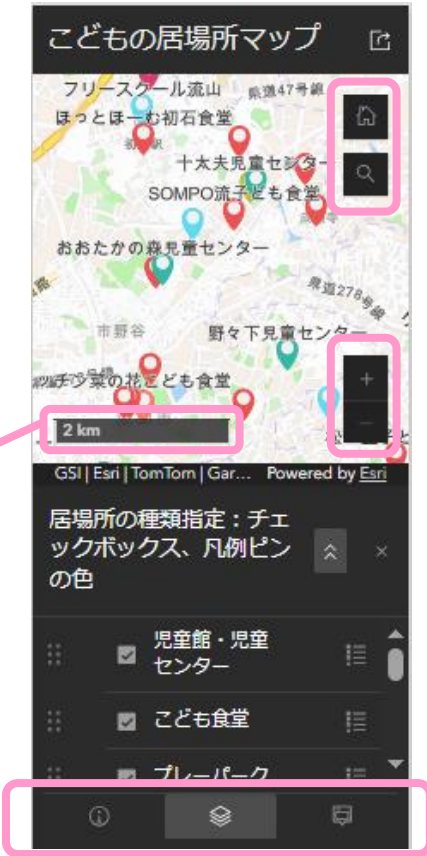 こどもの居場所マップ
フリースクール流山
県道47号線
ほっとほーむ初石食堂
十太夫児童センター
SOMPO流子ども食堂
おおたかの森児童センター
県道278号
市野谷
野々下児童センター
菜の花こども食堂
2 km
GSI | Esri | TomTom | Gar... Powered by Esri
居場所の種類指定：チェ
ックボックス、凡例ピン
の色
児童館・児童
センター
こども食堂
プレーパーク